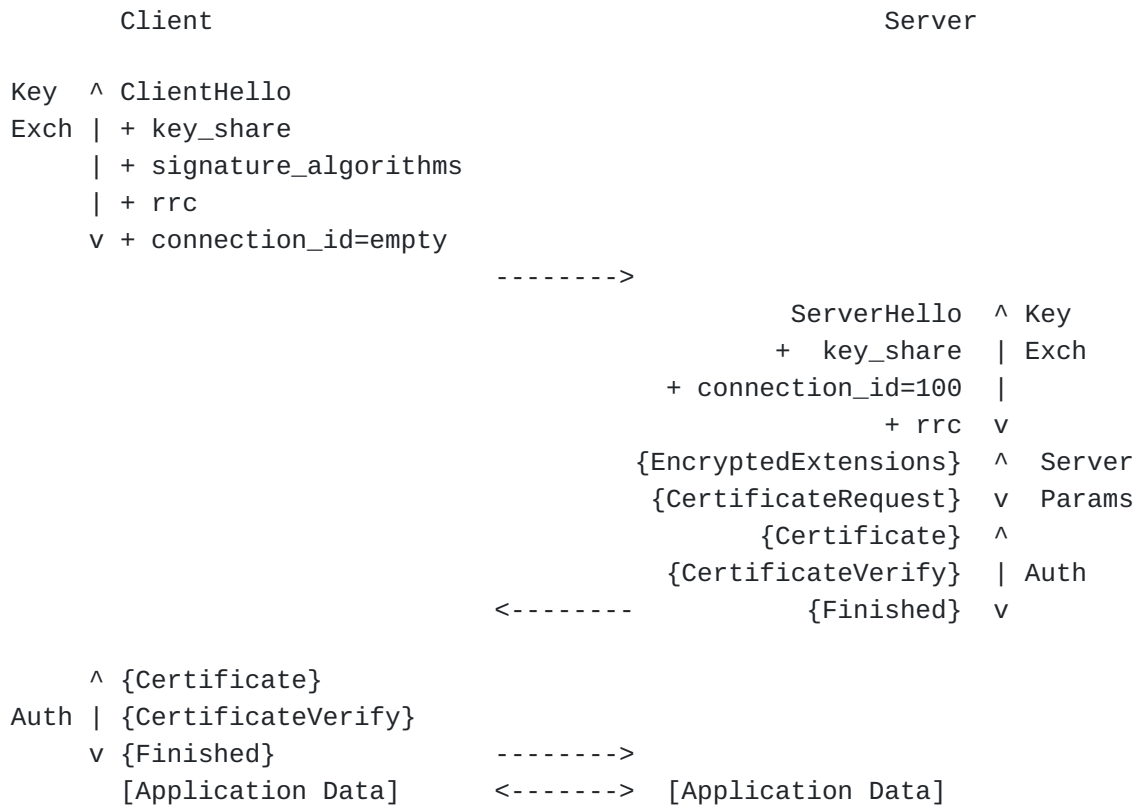 Client                                           Server

Key  ^ ClientHello
Exch | + key_share
     | + signature_algorithms
     | + rrc
     v + connection_id=empty
                               -------->
                                                  ServerHello  ^ Key
                                                 +  key_share  | Exch
                                          + connection_id=100  |
                                                        + rrc  v
                                        {EncryptedExtensions}  ^  Server
                                         {CertificateRequest}  v  Params
                                                {Certificate}  ^
                                          {CertificateVerify}  | Auth
                               <--------           {Finished}  v

     ^ {Certificate}
Auth | {CertificateVerify}
     v {Finished}              -------->
       [Application Data]      <------->  [Application Data]